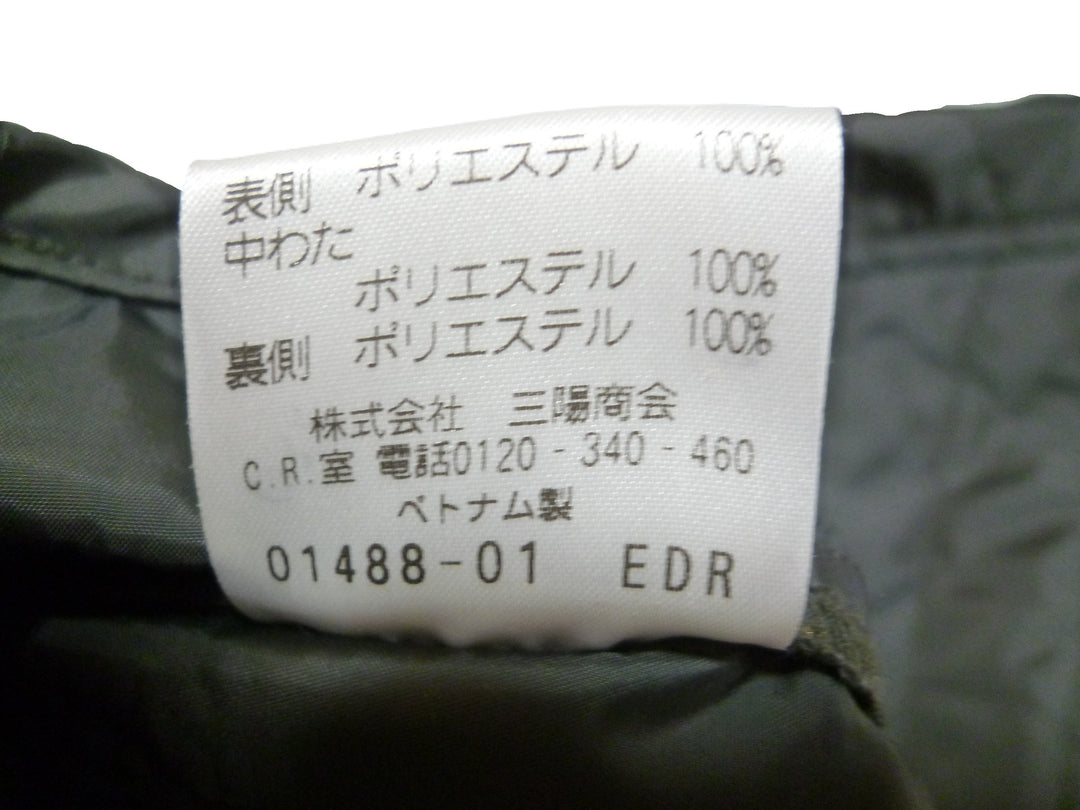 表側 ポリエステル 100%
中わた
ポリエステル 100%
裏側 ポリエステル 100%
株式会社 三陽商会
C.R.室 電話0120-340-460
ベトナム製
01488-01 EDR